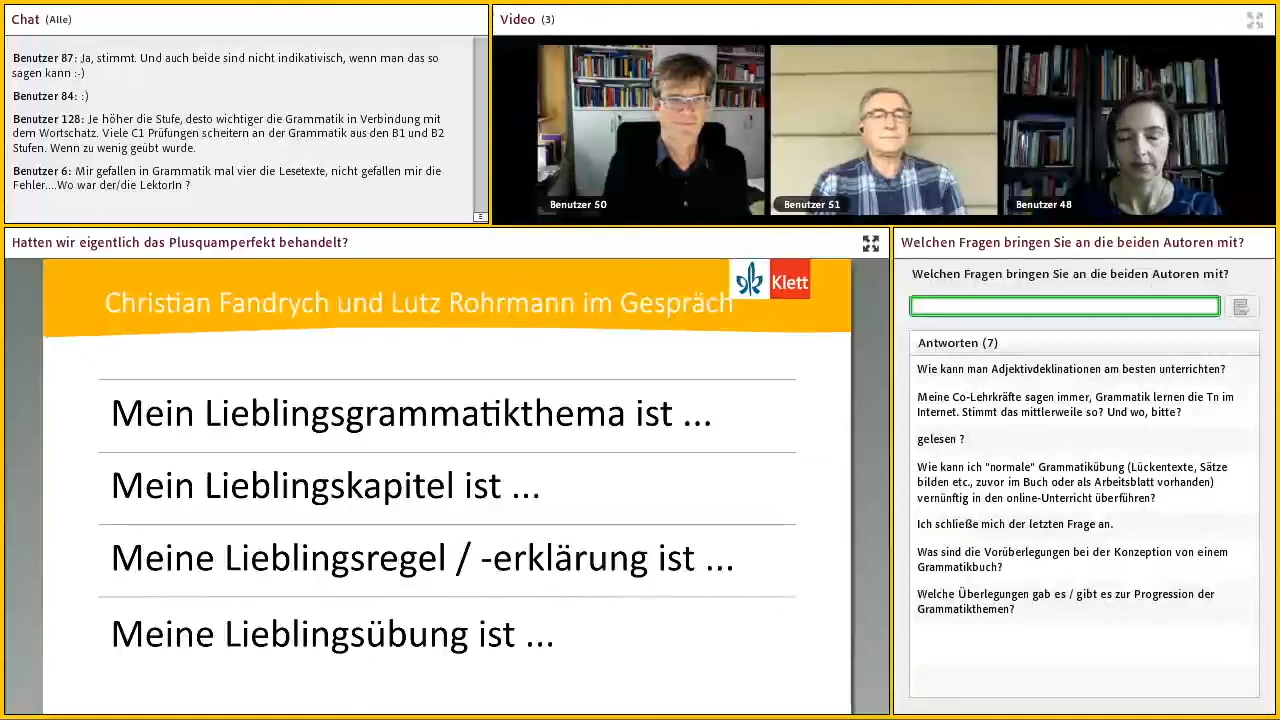 Chat (Alle)
Benutzer 87: Ja, stimmt. Und auch beide sind nicht indikativisch, wenn man das so
sagen kann :-)
Benutzer 84: :)
Benutzer 128: Je höher die Stufe, desto wichtiger die Grammatik in Verbindung mit
dem Wortschatz. Viele C1 Prüfungen scheitern an der Grammatik aus den B1 und B2
Stufen. Wenn zu wenig geübt wurde.
Benutzer 6: Mir gefallen in Grammatik mal vier die Lesetexte, nicht gefallen mir die
Fehler....Wo war der/die LektorIn ?
Video (3)
Benutzer 50
Benutzer 51
Benutzer 48
Hatten wir eigentlich das Plusquamperfekt behandelt?
Klett
Christian Fandrych und Lutz Rohrmann im Gespräch
Mein Lieblingsgrammatikthema ist ...
Mein Lieblingskapitel ist ...
Meine Lieblingsregel / -erklärung ist ...
Meine Lieblingsübung ist ...
Welchen Fragen bringen Sie an die beiden Autoren mit?
Welchen Fragen bringen Sie an die beiden Autoren mit?
Antworten (7)
Wie kann man Adjektivdeklinationen am besten unterrichten?
Meine Co-Lehrkräfte sagen immer, Grammatik lernen die Tn im
Internet. Stimmt das mittlerweile so? Und wo, bitte?
gelesen ?
Wie kann ich "normale" Grammatikübung (Lückentexte, Sätze
bilden etc., zuvor im Buch oder als Arbeitsblatt vorhanden)
vernünftig in den online-Unterricht überführen?
Ich schließe mich der letzten Frage an.
Was sind die Vorüberlegungen bei der Konzeption von einem
Grammatikbuch?
Welche Überlegungen gab es / gibt es zur Progression der
Grammatikthemen?